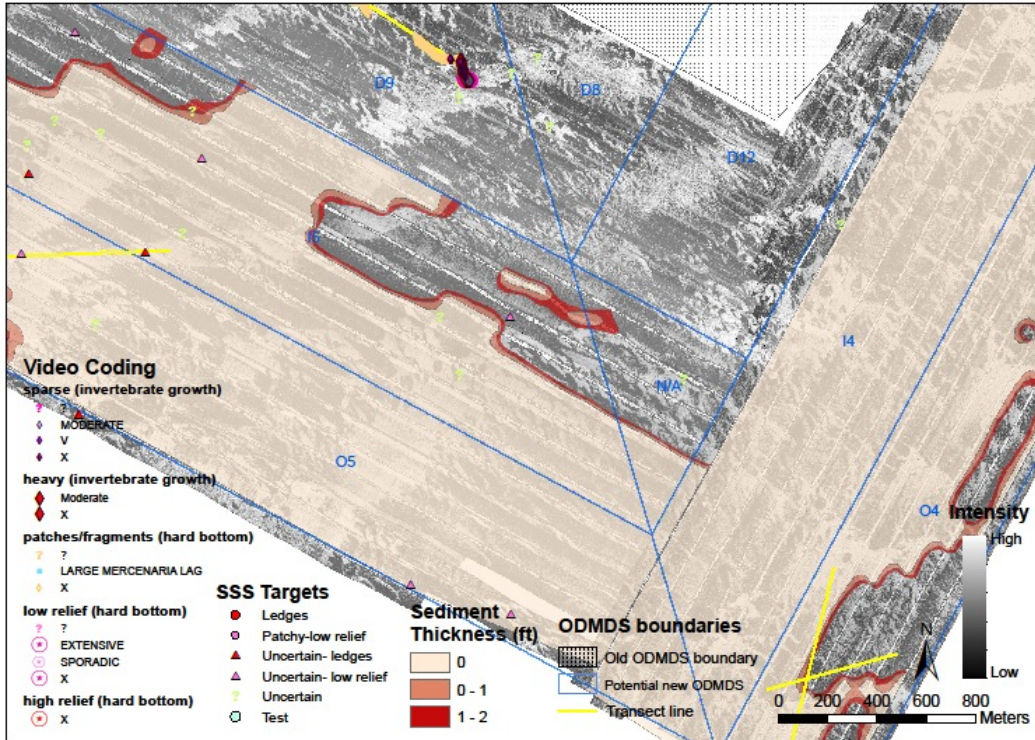 D9
D8
D12
I5
I4
N/A
O5
O4
Video Coding
sparse (invertebrate growth)
?
MODERATE
V
X
heavy (invertebrate growth)
Moderate
X
patches/fragments (hard bottom)
?
LARGE MERCENARIA LAG
X
low relief (hard bottom)
?
EXTENSIVE
SPORADIC
X
high relief (hard bottom)
X
SSS Targets
Ledges
Patchy-low relief
Uncertain- ledges
Uncertain- low relief
? Uncertain
Test
Sediment
Thickness (ft)
0
0 - 1
1 - 2
ODMDS boundaries
Old ODMDS boundary
Potential new ODMDS
Transect line
Intensity
High
Low
N
0 200 400 600 800
Meters